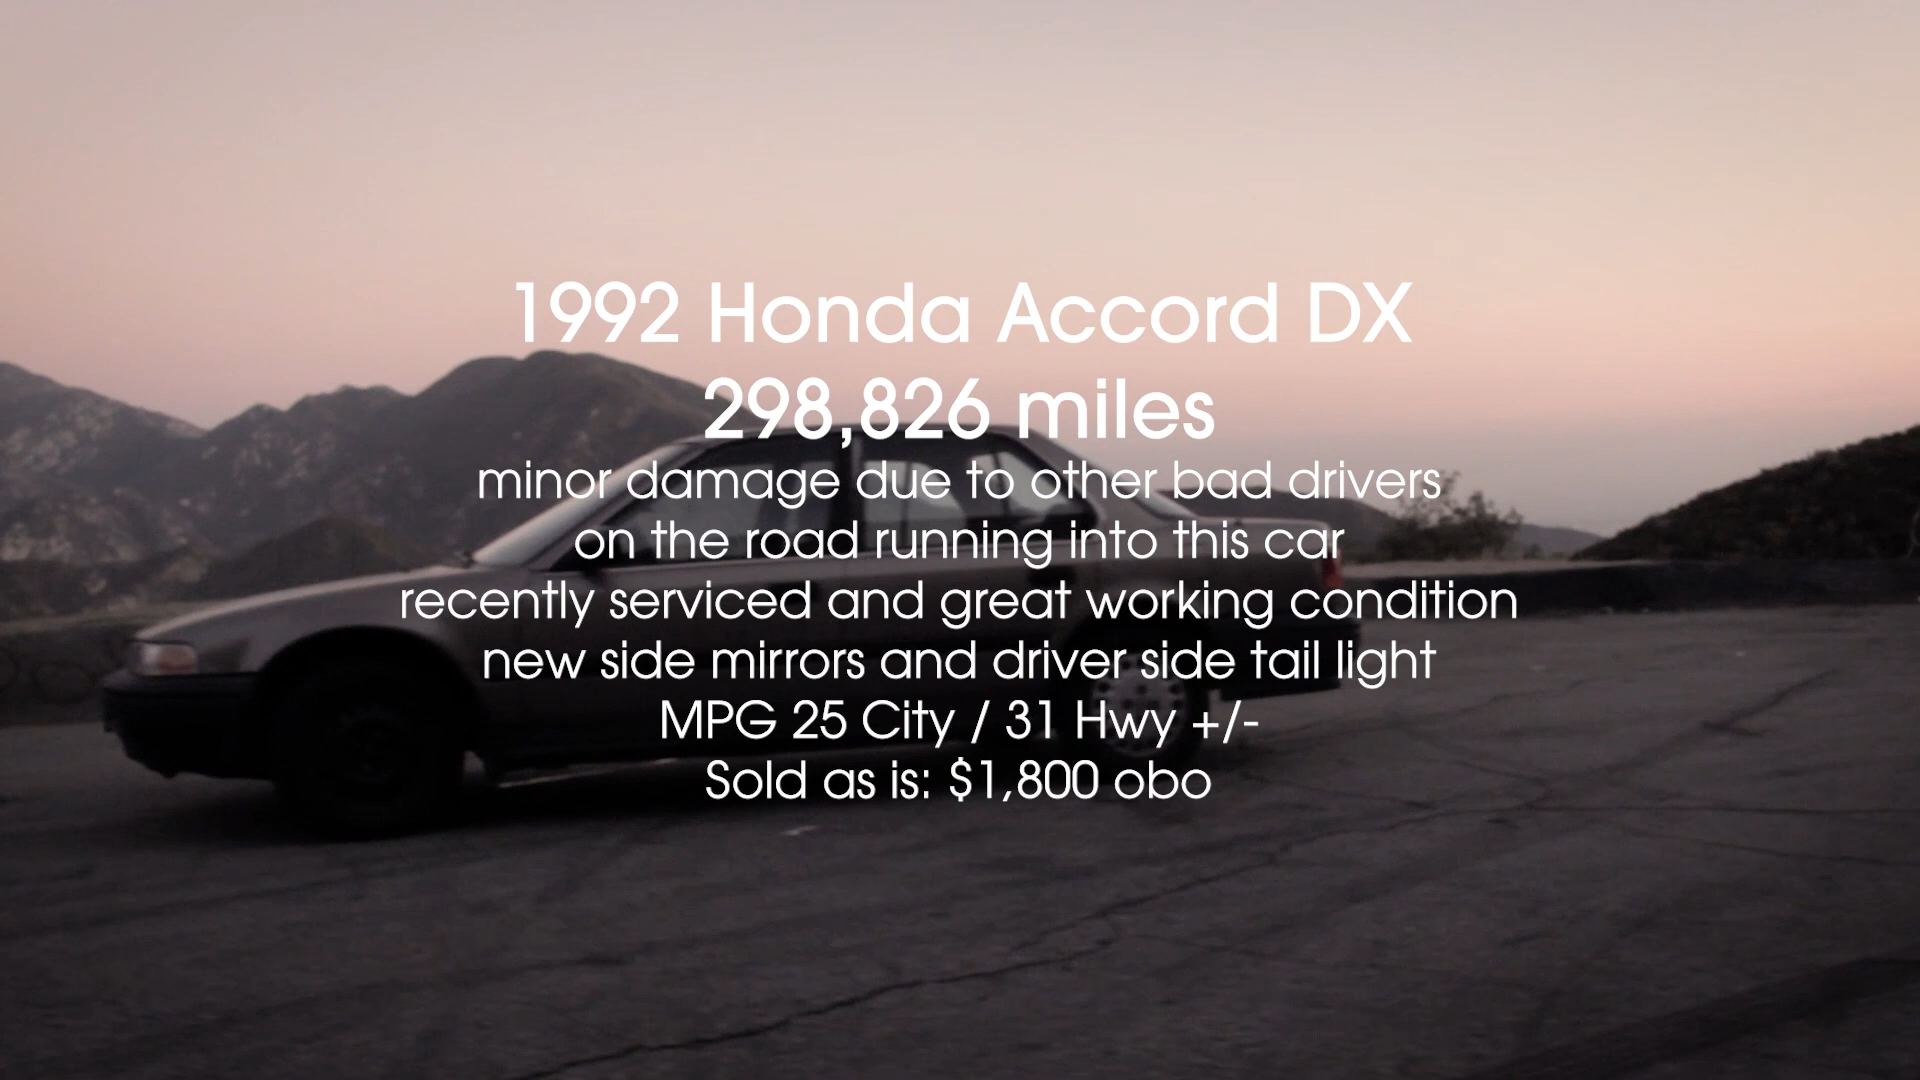 1992 Honda Accord DX
298,826 miles
minor damage due to other bad drivers
on the road running into this car
recently serviced and great working condition
new side mirrors and driver side tail light
MPG 25 City / 31 Hwy +/-
Sold as is: $1,800 obo